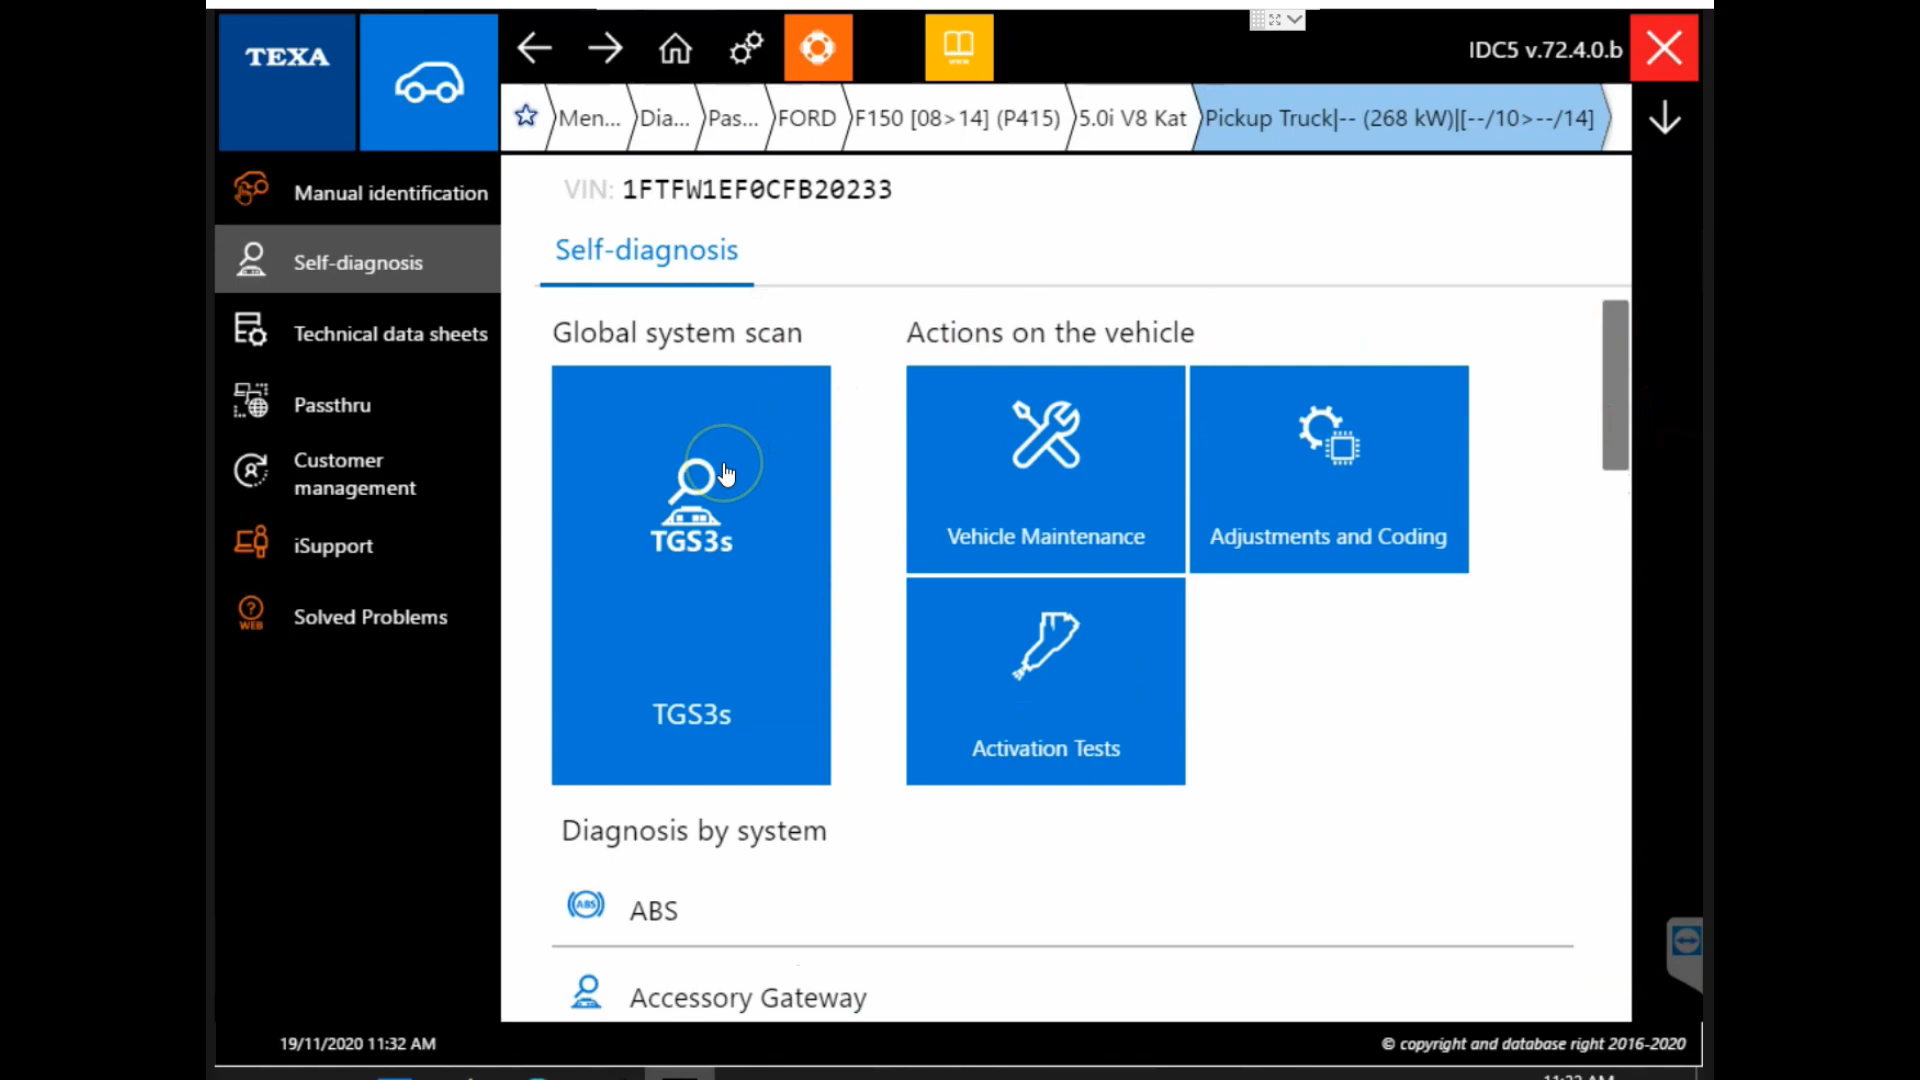 TEXA
IDC5 v.72.4.0.b
Men...
Dia...
Pas...
FORD
F150 [08>14] (P415)
5.0i V8 Kat
Pickup Truck|-- (268 kW)|[--/10>--/14]
Manual identification
Self-diagnosis
Technical data sheets
Passthru
Customer
management
iSupport
WEB
Solved Problems
VIN: 1FTFW1EF0CFB20233
Self-diagnosis
Global system scan
Actions on the vehicle
TGS3s
TGS3s
Vehicle Maintenance
Adjustments and Coding
Activation Tests
Diagnosis by system
ABS
ABS
Accessory Gateway
19/11/2020 11:32 AM
© copyright and database right 2016-2020